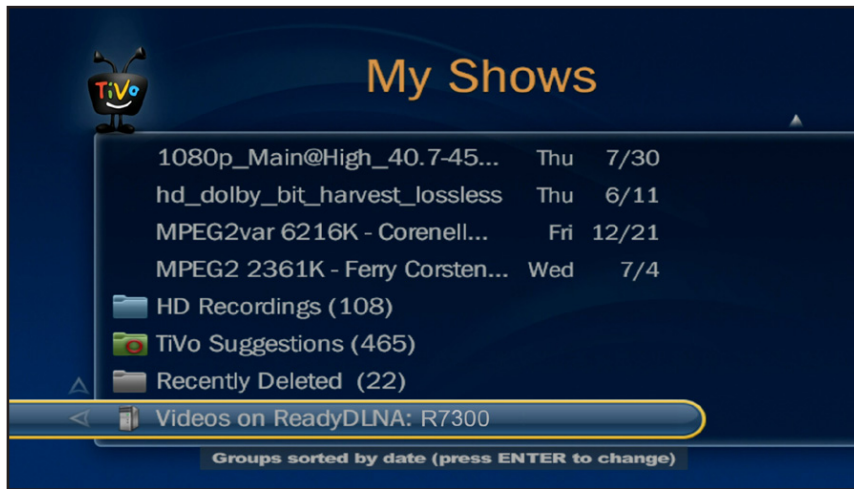 TiVo
My Shows
1080p_Main@High_40.7-45... Thu 7/30
hd_dolby_bit_harvest_lossless Thu 6/11
MPEG2var 6216K - Corenell... Fri 12/21
MPEG2 2361K - Ferry Corsten... Wed 7/4
HD Recordings (108)
TiVo Suggestions (465)
Recently Deleted (22)
Videos on ReadyDLNA: R7300
Groups sorted by date (press ENTER to change)